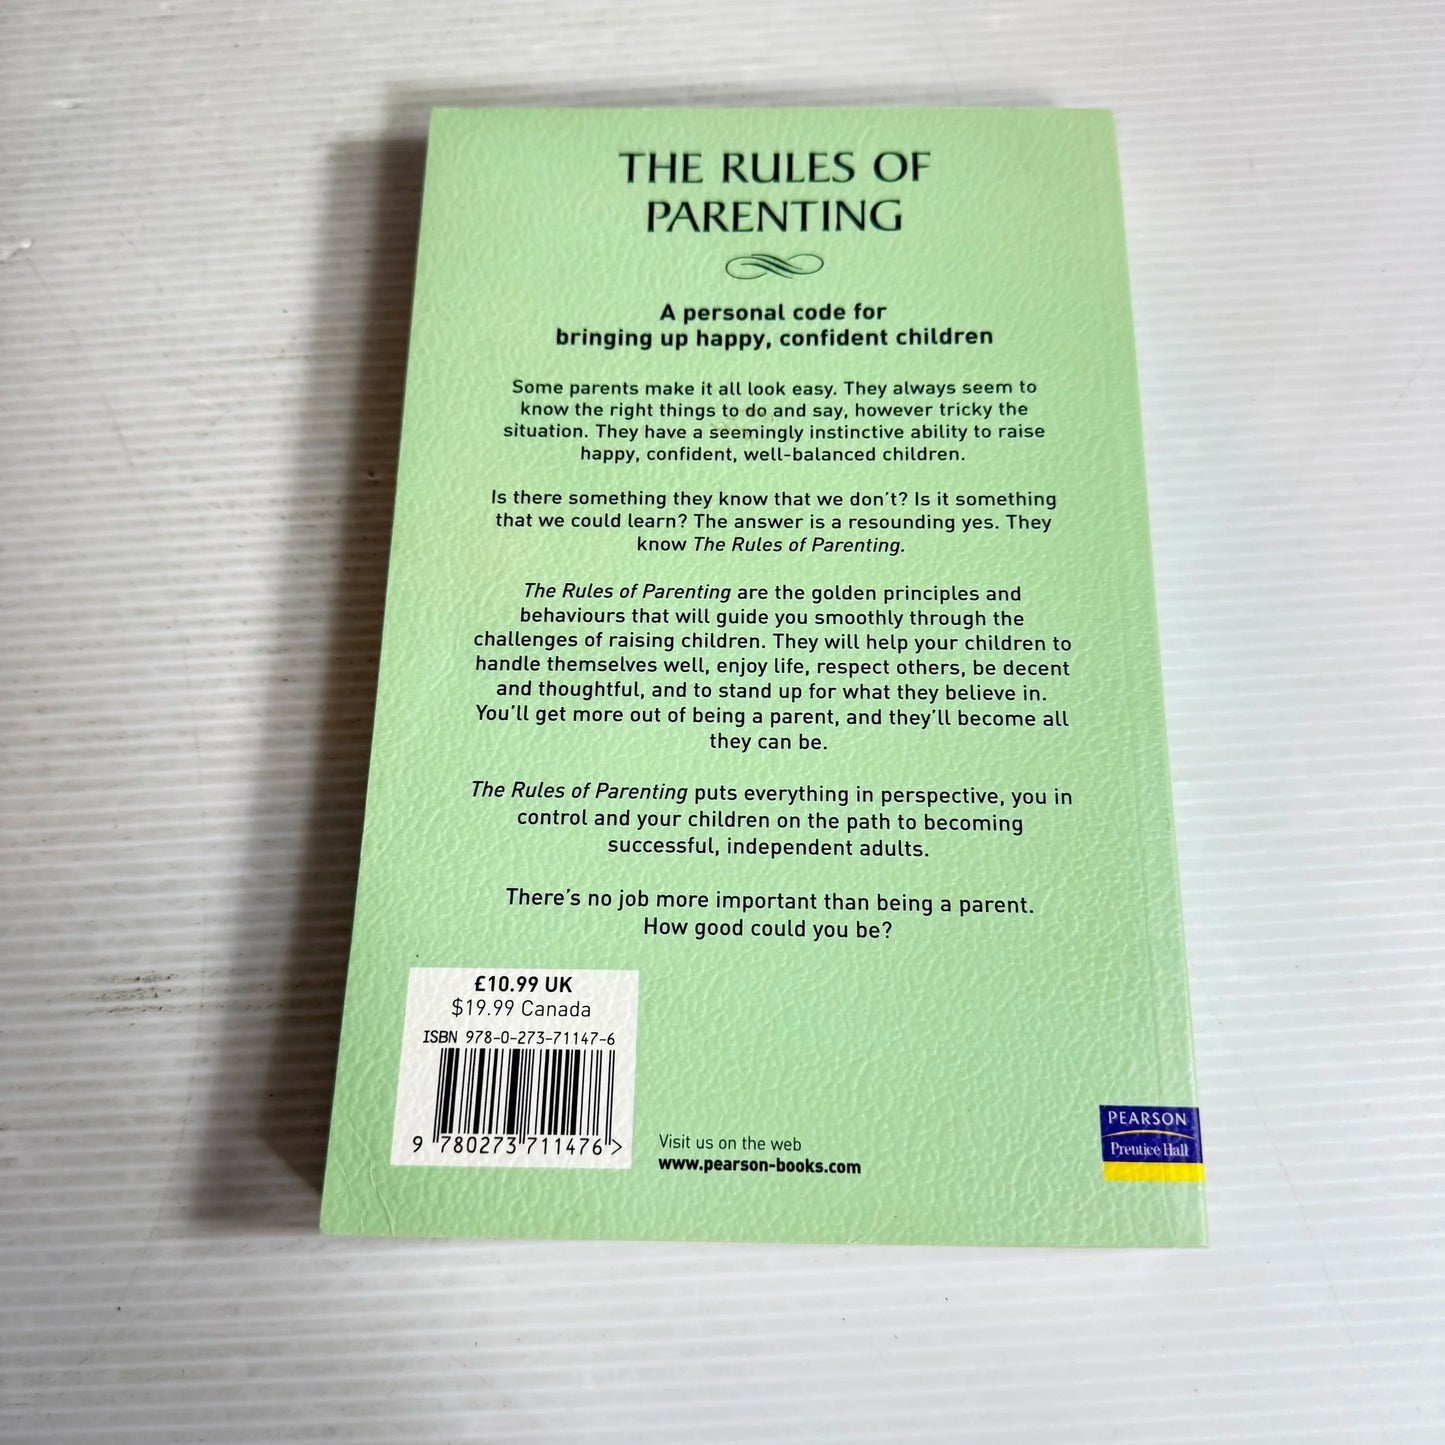 THE RULES OF
PARENTING
A personal code for
bringing up happy, confident children
Some parents make it all look easy. They always seem to
know the right things to do and say, however tricky the
situation. They have a seemingly instinctive ability to raise
happy, confident, well-balanced children.
Is there something they know that we don't? Is it something
that we could learn? The answer is a resounding yes. They
know The Rules of Parenting.
The Rules of Parenting are the golden principles and
behaviours that will guide you smoothly through the
challenges of raising children. They will help your children to
handle themselves well, enjoy life, respect others, be decent
and thoughtful, and to stand up for what they believe in.
You'll get more out of being a parent, and they'll become all
they can be.
The Rules of Parenting puts everything in perspective, you in
control and your children on the path to becoming
successful, independent adults.
There's no job more important than being a parent.
How good could you be?
£10.99 UK
$19.99 Canada
ISBN 978-0-273-71147-6
9 780273 711476 >
Visit us on the web
www.pearson-books.com
PEARSON
Prentice Hall